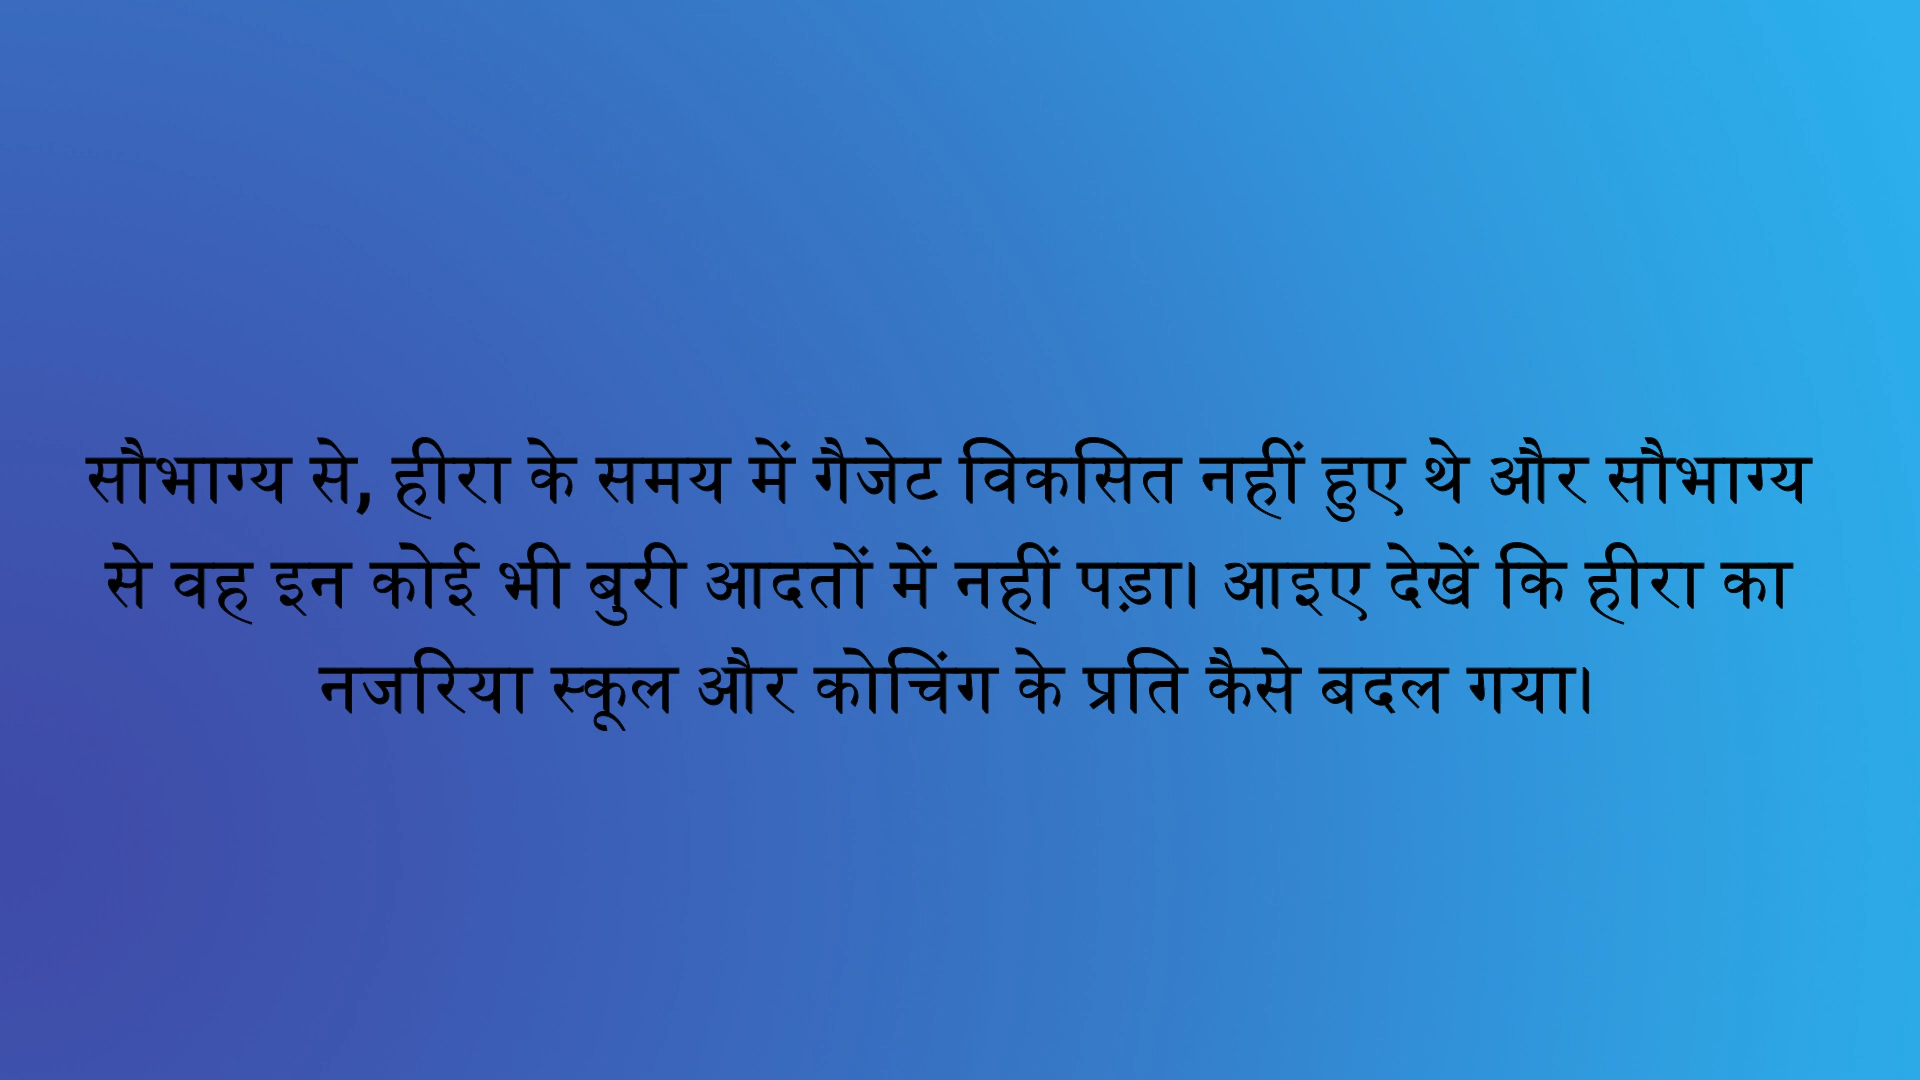 सौभाग्य से, हीरा के समय में गैजेट विकसित नहीं हुए थे और सौभाग्य
से वह इन कोई भी बुरी आदतों में नहीं पड़ा। आइए देखें कि हीरा का
नजरिया स्कूल और कोचिंग के प्रति कैसे बदल गया।